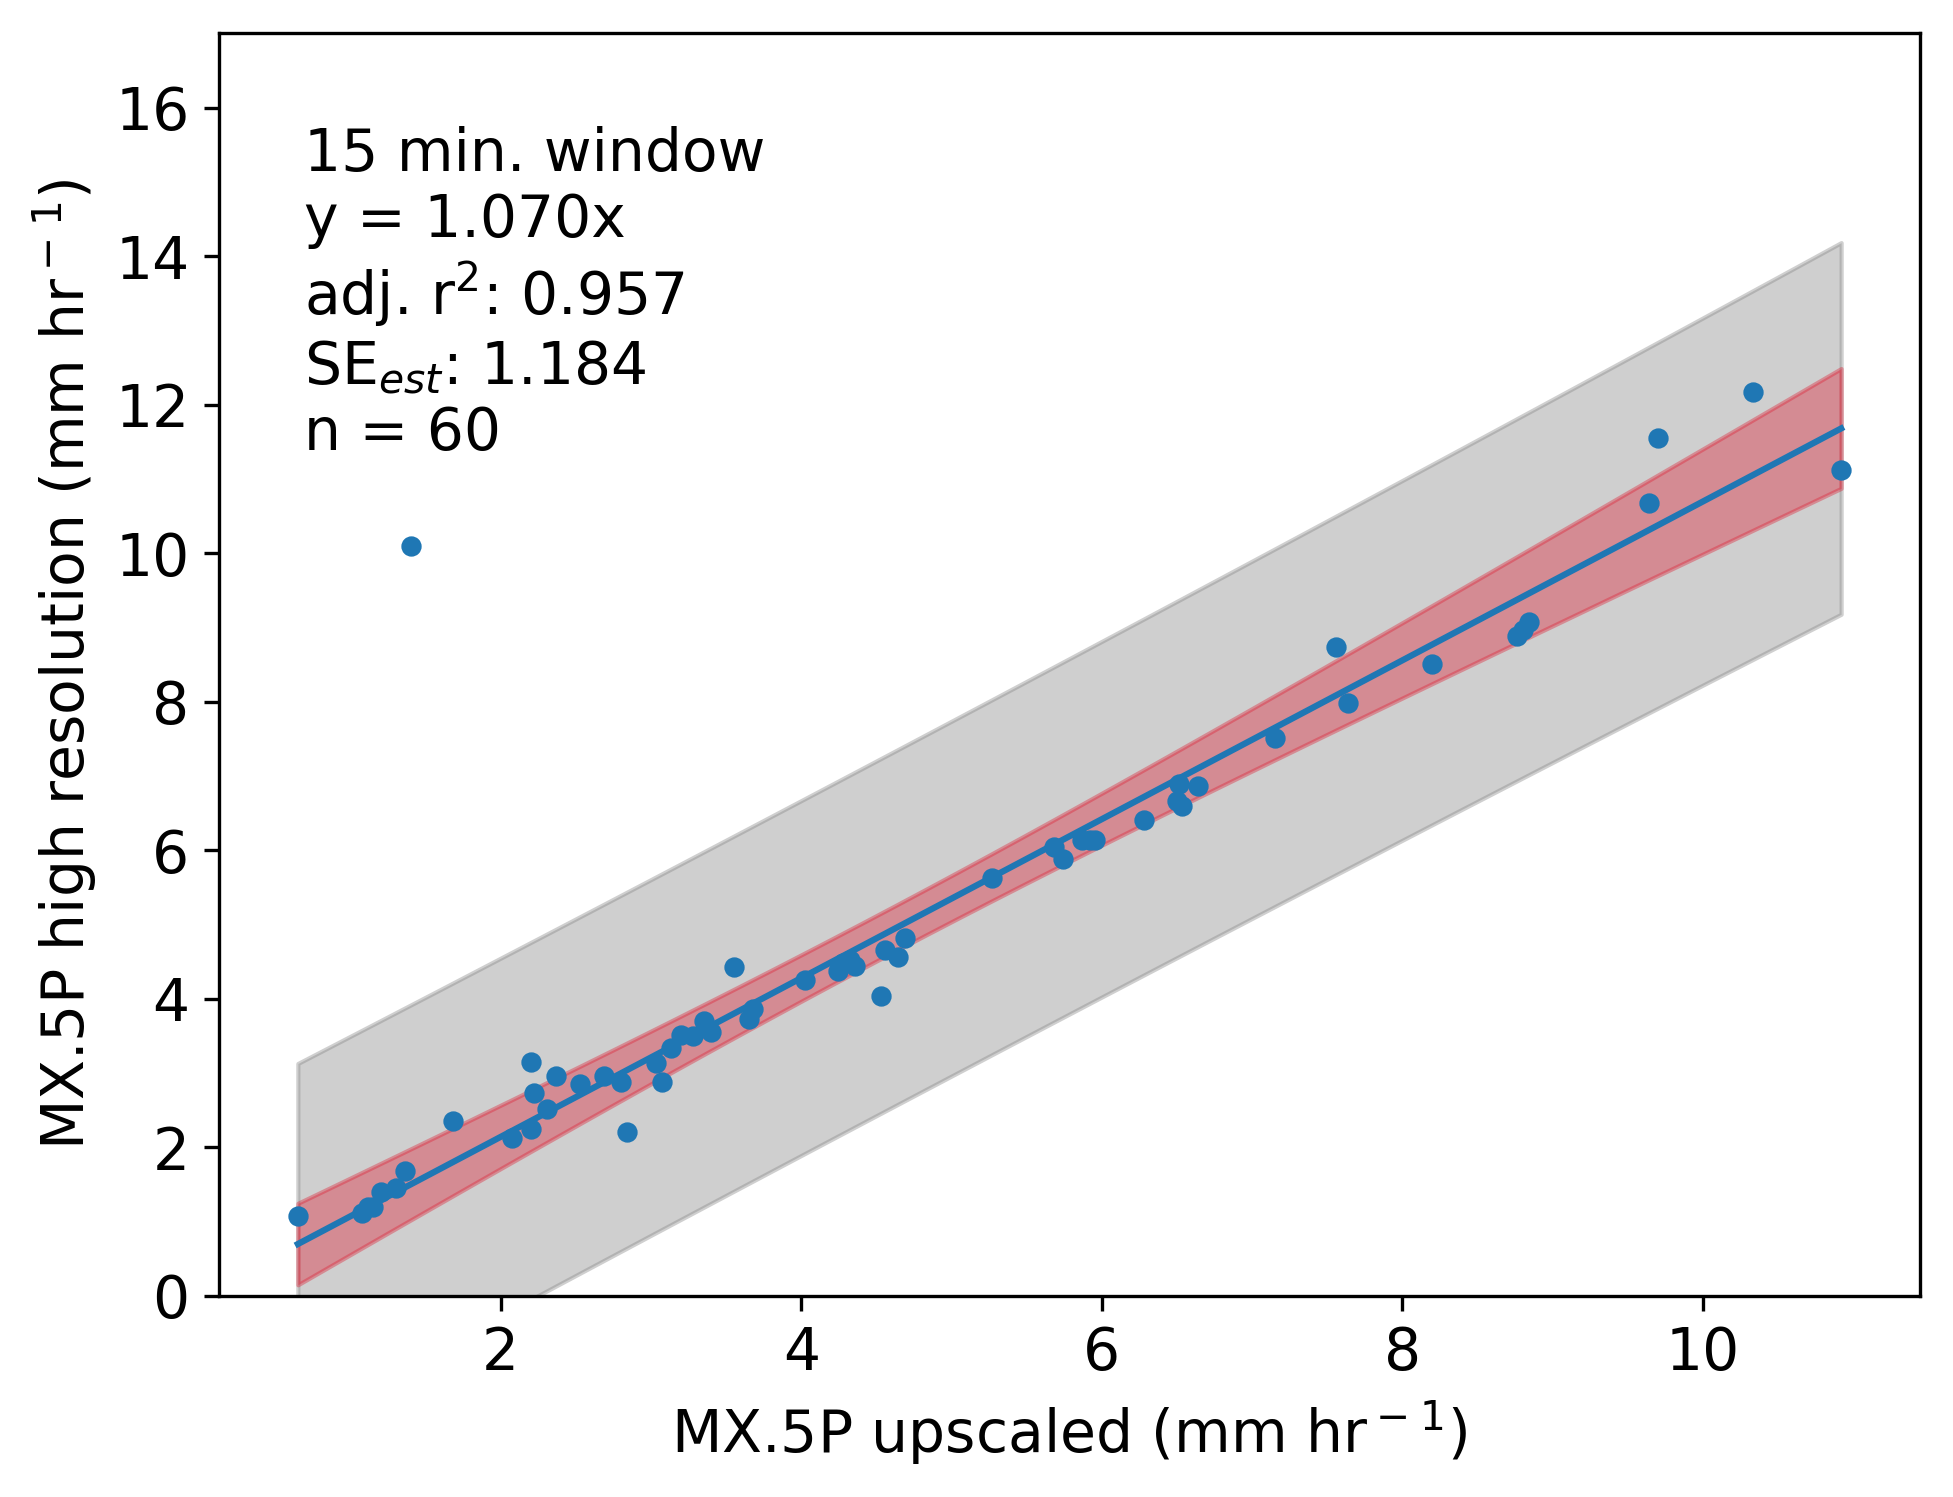 15 min. window
y = 1.070x
adj. r²: 0.957
SEest: 1.184
n = 60
MX.5P high resolution (mm hr⁻¹)
16
14
12
10
8
6
4
2
0
2 4 6 8 10
MX.5P upscaled (mm hr⁻¹)